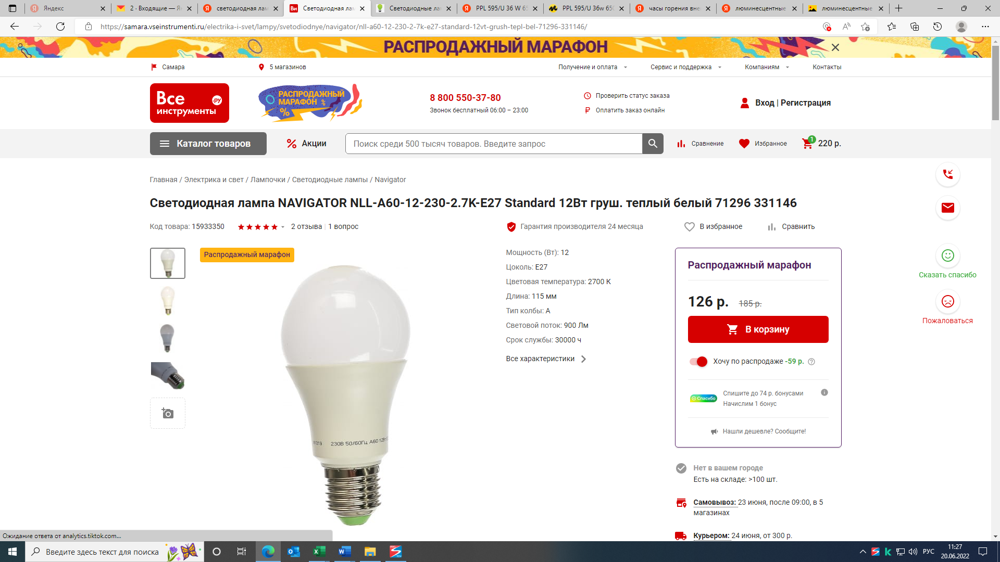 Яндекс
2 · Входящие — Ян
светодиодная лам
Светодиодная лам
Светодиодные ла
PPL 595/U 36 W 65
PPL 595/U 36w 650
часы горения вне
люминесцентные
люминесцентные
https://samara.vseinstrumenti.ru/electrika-i-svet/lampy/svetodiodnye/navigator/nll-a60-12-230-2-7k-e27-standard-12vt-grush-tepl-bel-71296-331146/
РАСПРОДАЖНЫЙ МАРАФОН
Самара
5 магазинов
Получение и оплата
Сервис и поддержка
Компаниям
Контакты
Все
.ру
инструменты
РАСПРОДАЖНЫЙ
МАРАФОН %
%
8 800 550-37-80
Звонок бесплатный 06:00 – 23:00
Проверить статус заказа
Оплатить заказ онлайн
Вход | Регистрация
Каталог товаров
Акции
Поиск среди 500 тысяч товаров. Введите запрос
Сравнение
Избранное
1
220 р.
Главная / Электрика и свет / Лампочки / Светодиодные лампы / Navigator
Светодиодная лампа NAVIGATOR NLL-A60-12-230-2.7K-E27 Standard 12Вт груш. теплый белый 71296 331146
Код товара: 15933350
2 отзыва | 1 вопрос
Гарантия производителя 24 месяца
В избранное
Сравнить
Распродажный марафон
230В 50/60Гц A60 12Вт
Мощность (Вт): 12
Цоколь: E27
Цветовая температура: 2700 К
Длина: 115 мм
Тип колбы: A
Световой поток: 900 Лм
Срок службы: 30000 ч
Все характеристики
Распродажный марафон
126 р. 185 р.
В корзину
Хочу по распродаже -59 р.
Спасибо
Спишите до 74 р. бонусами
Начислим 1 бонус
Нашли дешевле? Сообщите!
Нет в вашем городе
Есть на складе: >100 шт.
Самовывоз: 23 июня, после 09:00, в 5
магазинах
Курьером: 24 июня, от 300 р.
Сказать спасибо
Пожаловаться
Ожидание ответа от analytics.tiktok.com...
Введите здесь текст для поиска
РУС
11:27
20.06.2022